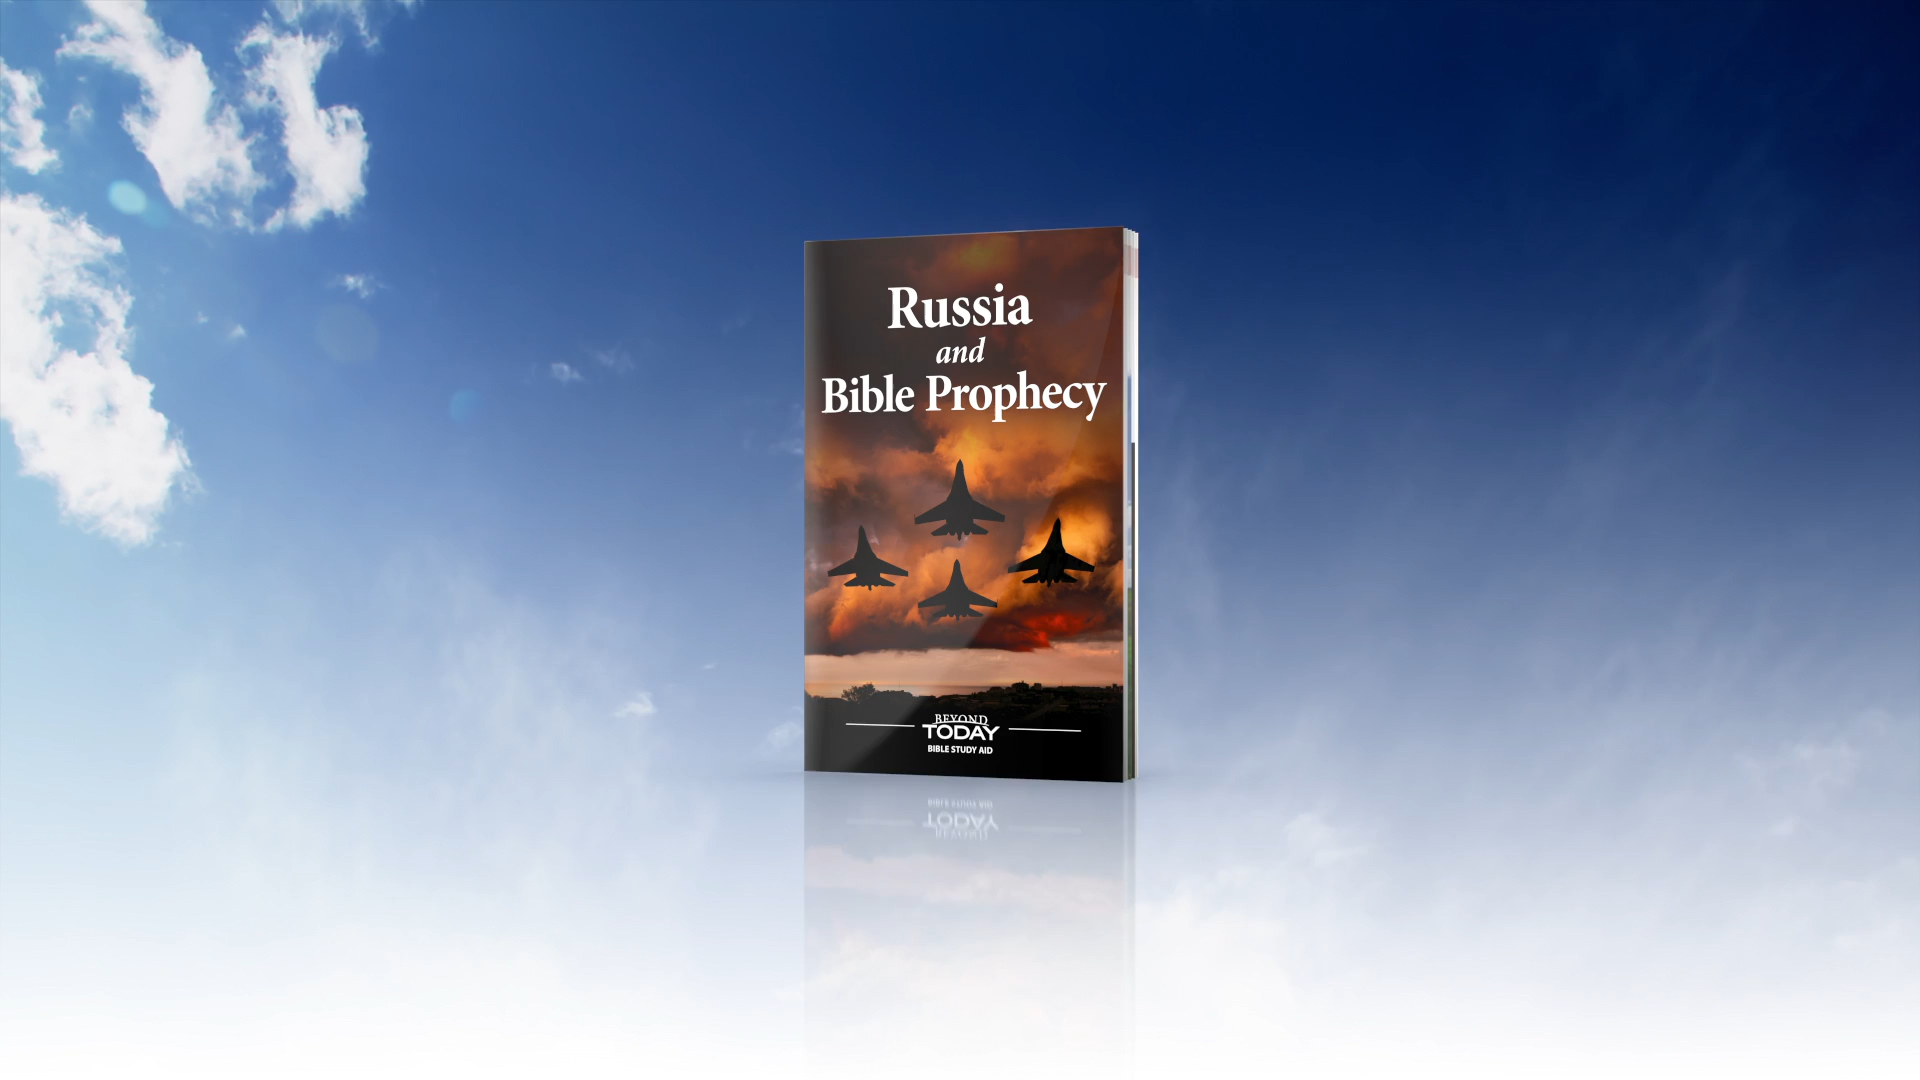 Russia
and
Bible Prophecy
BEYOND
TODAY
BIBLE STUDY AID